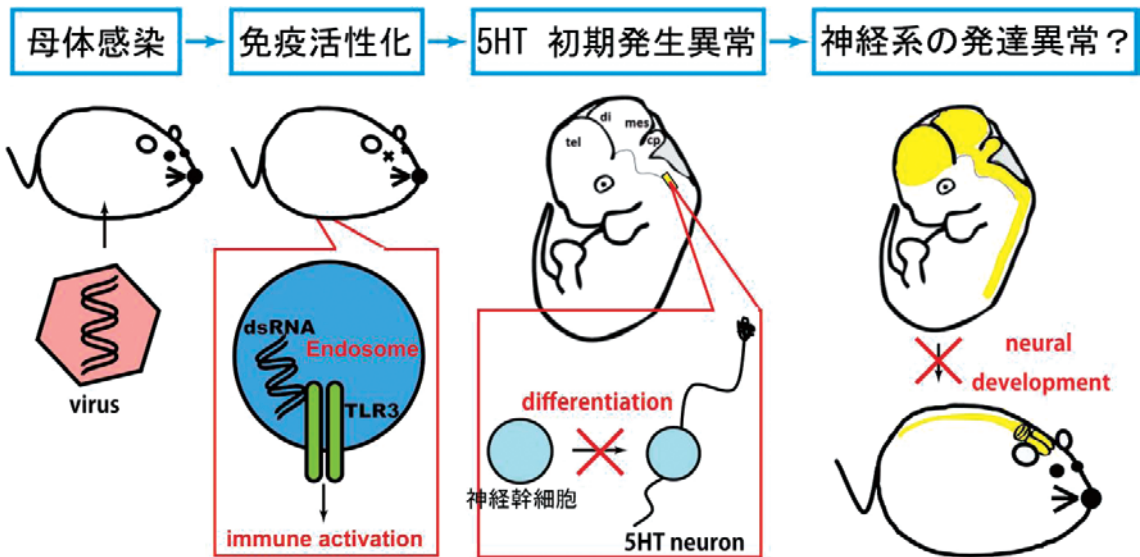 母体感染
免疫活性化
5HT 初期発生異常
神経系の発達異常？
virus
dsRNA
Endosome
TLR3
immune activation
tel
di
mes
cp
differentiation
神経幹細胞
5HT neuron
neural
development